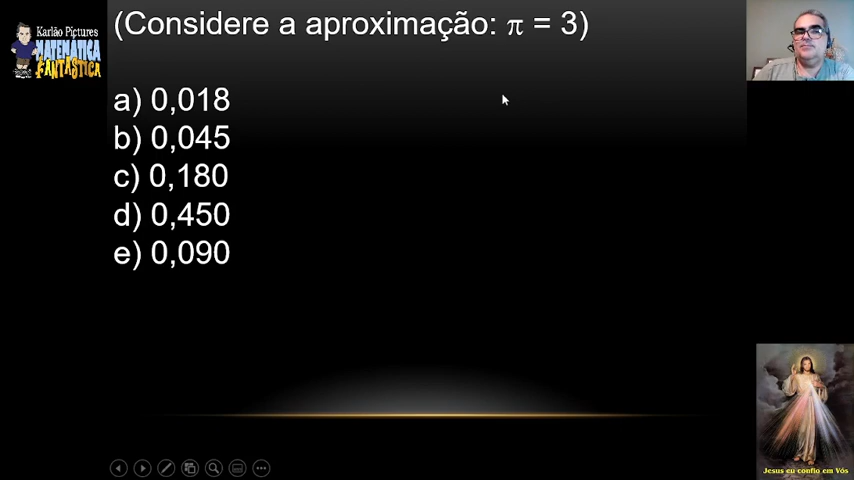 (Considere a aproximação: π = 3)
a) 0,018
b) 0,045
c) 0,180
d) 0,450
e) 0,090
Karlão Pictures
MATEMÁTICA
FANTÁSTICA
Jesus eu confio em Vós